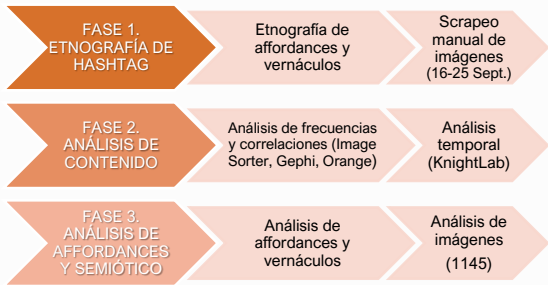 FASE 1.
ETNOGRAFÍA DE
HASHTAG
Etnografía de
affordances y
vernáculos
Scrapeo
manual de
imágenes
(16-25 Sept.)
FASE 2.
ANÁLISIS DE
CONTENIDO
Análisis de frecuencias
y correlaciones (Image
Sorter, Gephi, Orange)
Análisis
temporal
(KnightLab)
FASE 3.
ANÁLISIS DE
AFFORDANCES
Y SEMIÓTICO
Análisis de
affordances y
vernáculos
Análisis de
imágenes
(1145)